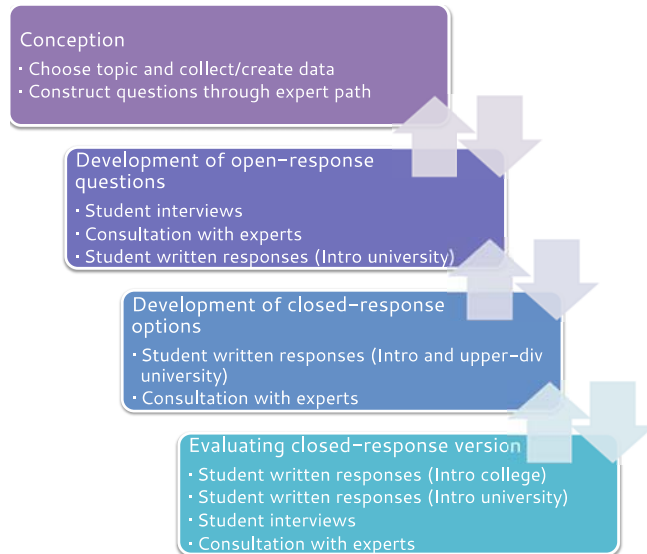 Conception
· Choose topic and collect/create data
· Construct questions through expert path
Development of open-response
questions
· Student interviews
· Consultation with experts
· Student written responses (Intro university)
Development of closed-response
options
· Student written responses (Intro and upper-div
university)
· Consultation with experts
Evaluating closed-response version
· Student written responses (Intro college)
· Student written responses (Intro university)
· Student interviews
· Consultation with experts